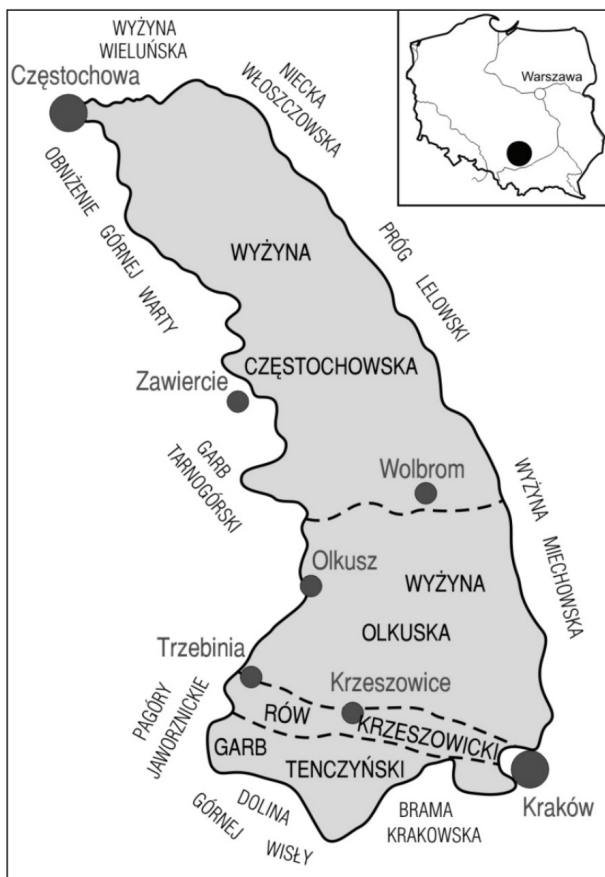 WYŻYNA
WIELUŃSKA
Częstochowa
NIECKA
WŁOSZCZOWSKA
Warszawa
OBNIŻENIE GÓRNEJ WARTY
WYŻYNA
PRÓG LELOWSKI
CZĘSTOCHOWSKA
Zawiercie
GARB
TARNOGÓRSKI
Wolbrom
WYŻYNA MIECHOWSKA
Olkusz
WYŻYNA
OLKUSKA
Trzebinia
Krzeszowice
PAGÓRY
JAWORZNICKIE
RÓW KRZESZOWICKI
GARB
TENCZYŃSKI
Kraków
DOLINA
GÓRNEJ WISŁY
BRAMA
KRAKOWSKA